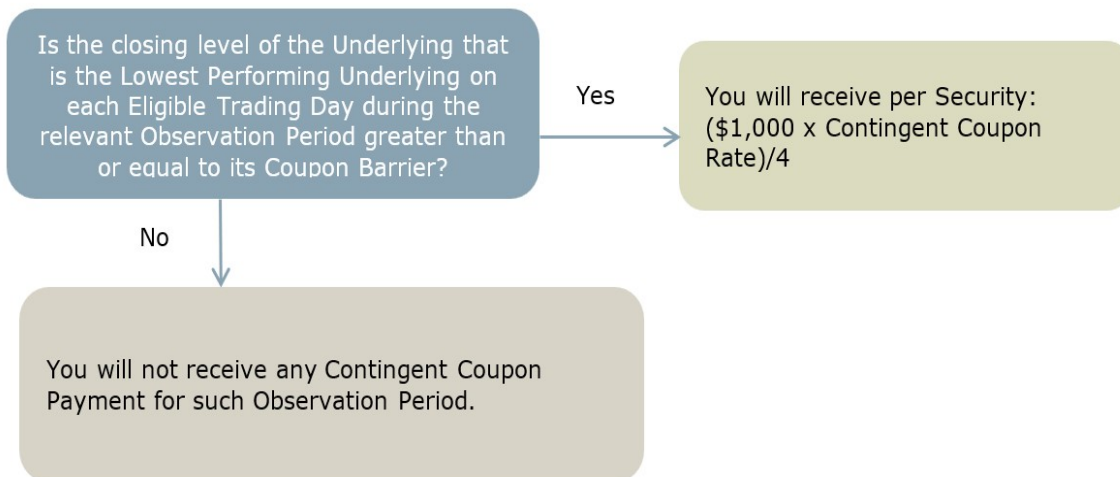 Is the closing level of the Underlying that
is the Lowest Performing Underlying on
each Eligible Trading Day during the
relevant Observation Period greater than
or equal to its Coupon Barrier?
Yes
You will receive per Security:
($1,000 x Contingent Coupon
Rate)/4
No
You will not receive any Contingent Coupon
Payment for such Observation Period.